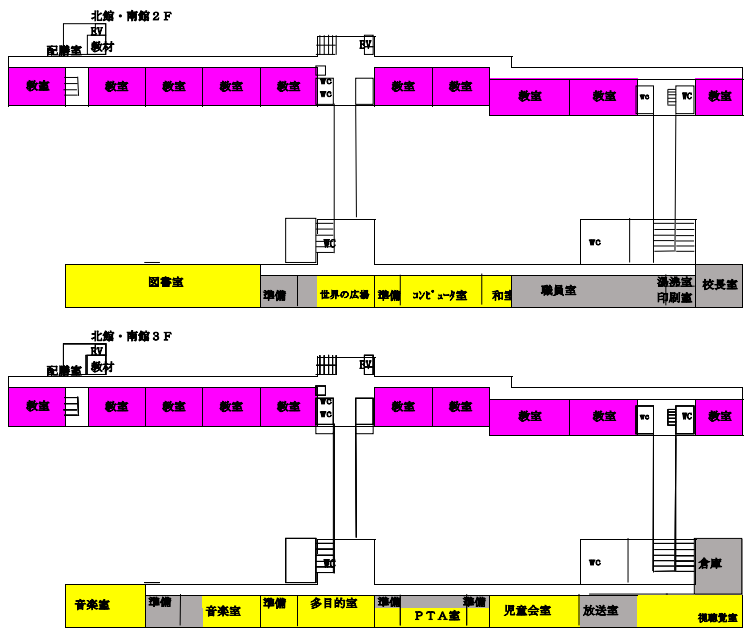 北館・南館２Ｆ
EV
配膳室 教材
EV
教室 教室 教室 教室 教室 WC 教室 教室
WC
教室 教室 WC WC 教室
WC WC
図書室 準備 世界の広場 準備 コンピュータ室 和室 職員室 湯沸室 校長室
印刷室
北館・南館３Ｆ
EV
配膳室 教材
EV
教室 教室 教室 教室 教室 WC 教室 教室
WC
教室 教室 WC WC 教室
WC WC 倉庫
音楽室 準備 音楽室 準備 多目的室 準備 ＰＴＡ室 準備 児童会室 放送室 視聴覚室